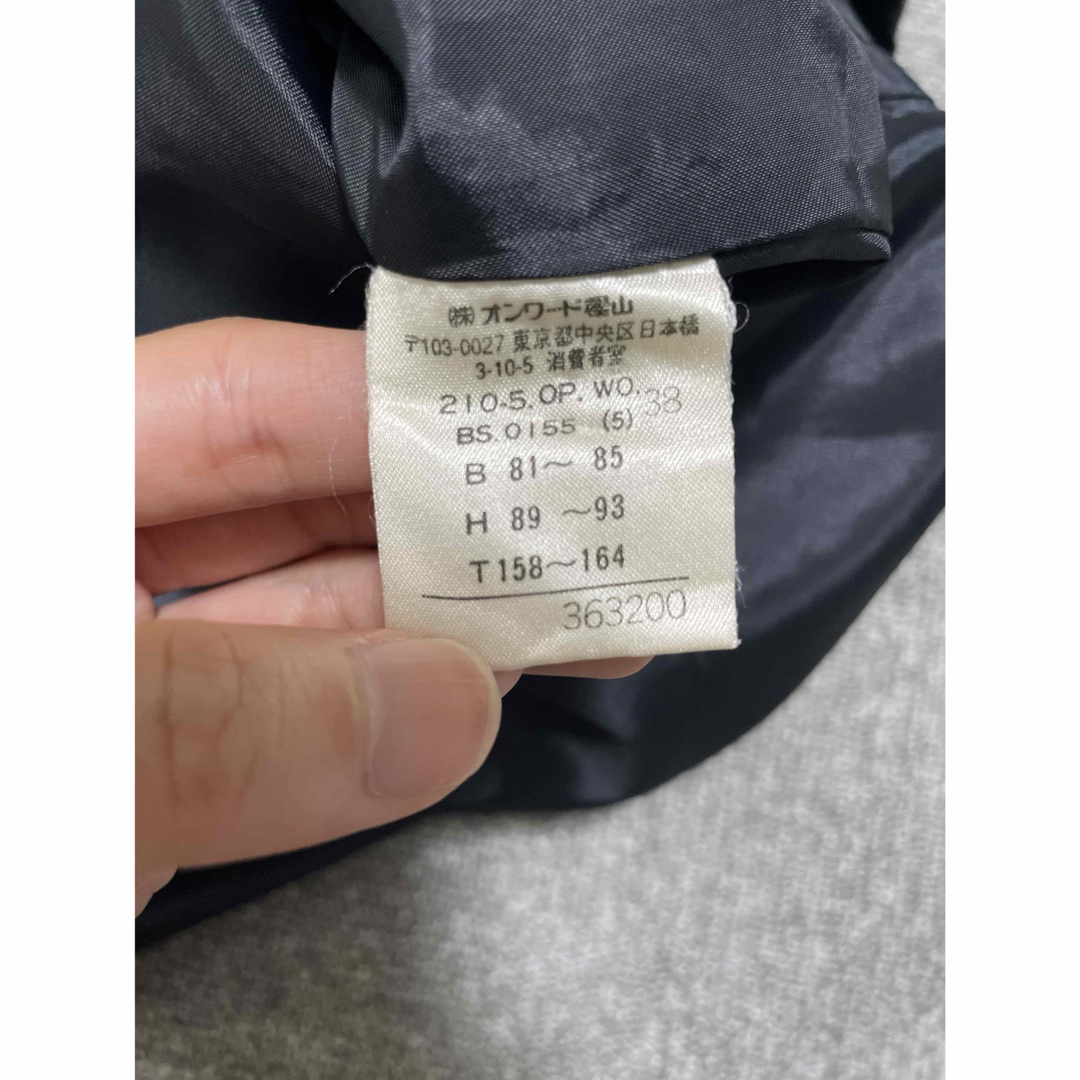 ㈱オンワード樫山
〒103-0027 東京都中央区日本橋
3-10-5 消費者室
210-5.OP.WO.38
BS.0155 (5)
B 81～ 85
H 89 ～93
T158～164
363200